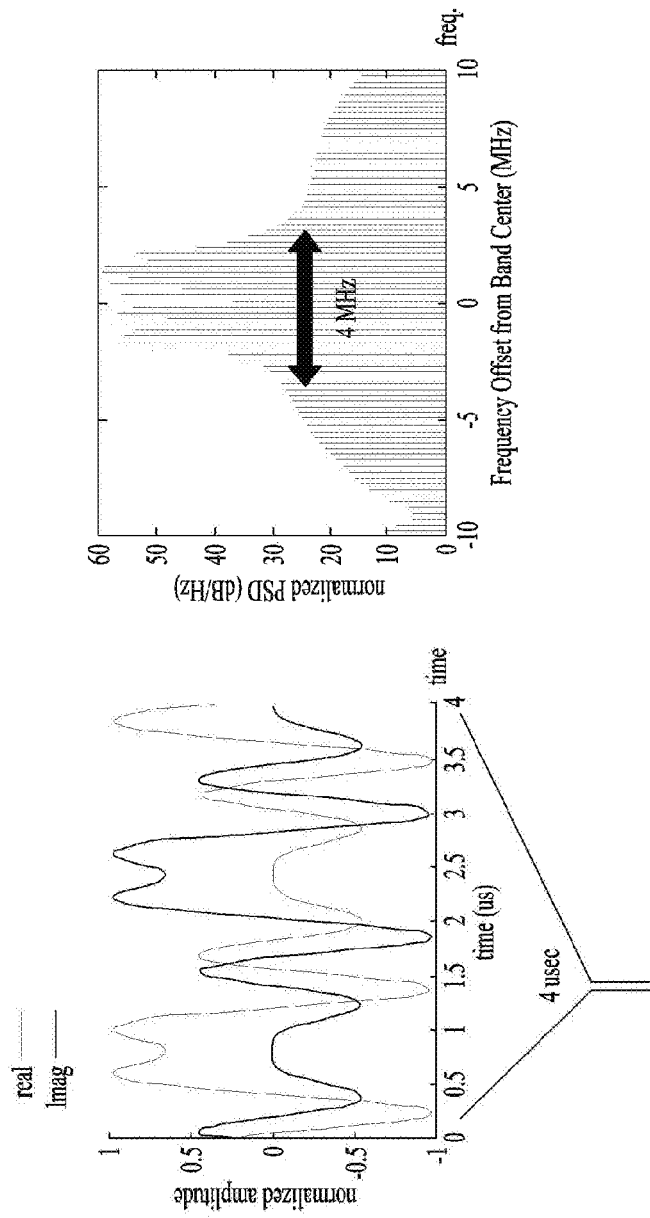 real
Imag
normalized amplitude
1
0.5
0
-0.5
-1
0
0.5
1
1.5
2
2.5
3
3.5
4
time
time (us)
4 usec
normalized PSD (dB/Hz)
60
50
40
30
20
10
0
-10
-5
0
5
10
freq.
4 MHz
Frequency Offset from Band Center (MHz)